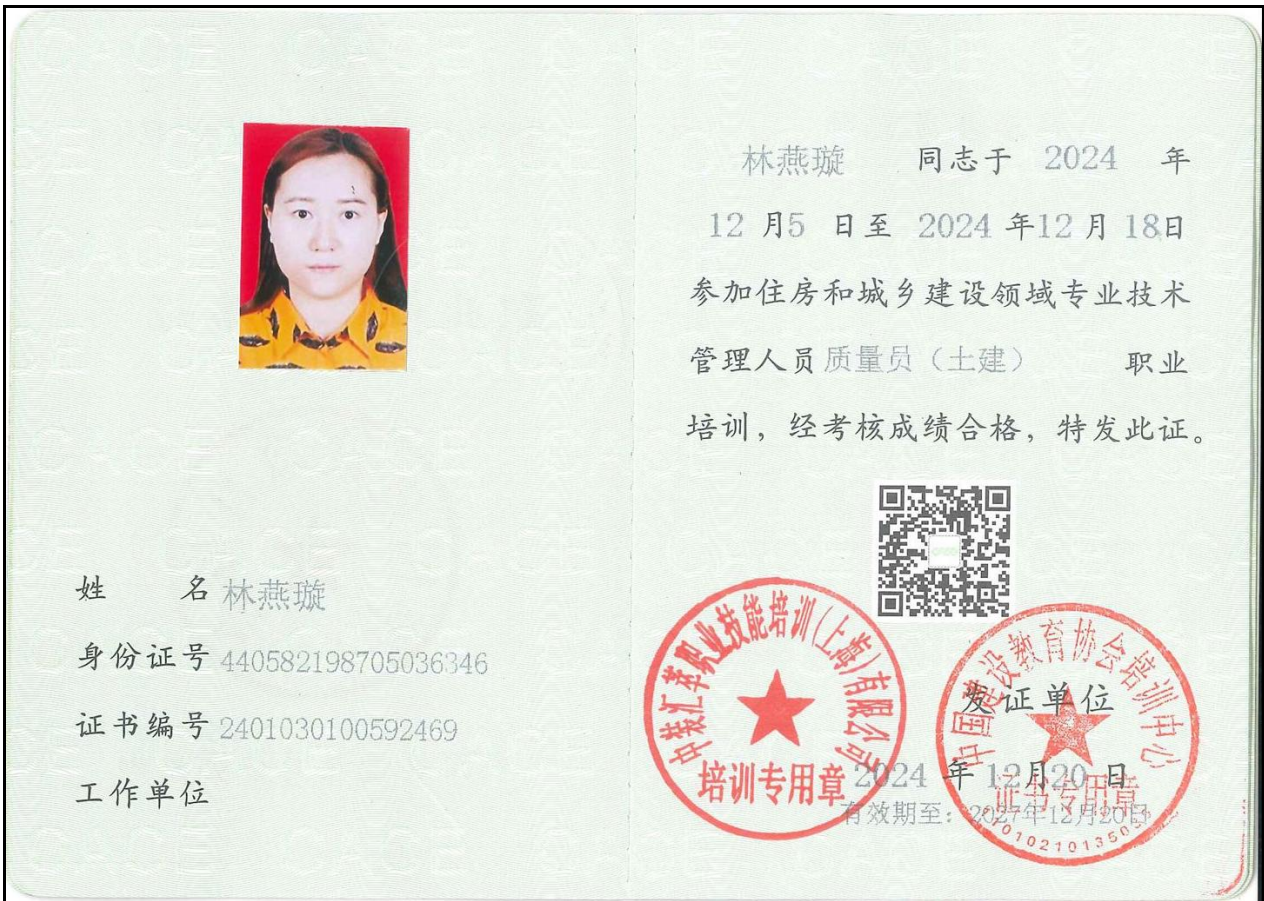 姓 名 林燕璇
身份证号 440582198705036346
证书编号 2401030100592469
工作单位
林燕璇 同志于 2024 年
12 月5 日至 2024 年12 月 18日
参加住房和城乡建设领域专业技术
管理人员质量员（土建） 职业
培训，经考核成绩合格，特发此证。
中装汇萃职业技能培训(上海)有限公司
培训专用章
中国建设教育协会培训中心
发证单位
2024 年 12月20 日
证书专用章
有效期至：2027年12月20日